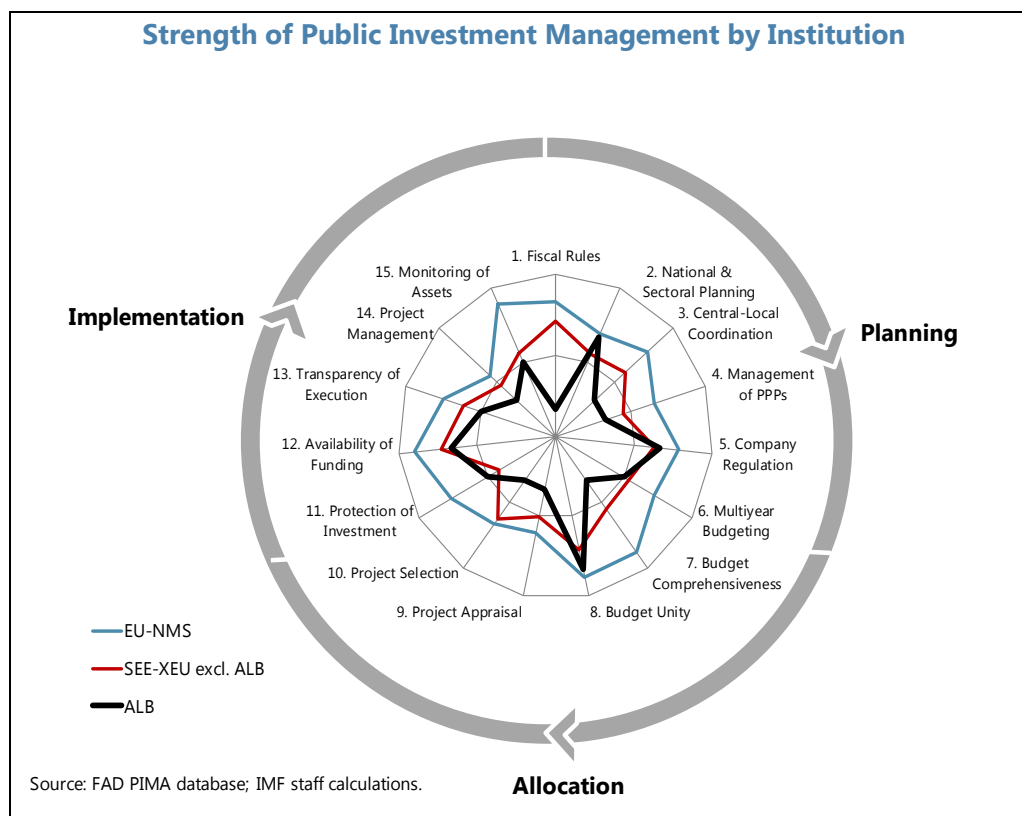 Strength of Public Investment Management by Institution
1. Fiscal Rules
2. National &
Sectoral Planning
3. Central-Local
Coordination
4. Management
of PPPs
5. Company
Regulation
6. Multiyear
Budgeting
7. Budget
Comprehensiveness
8. Budget Unity
9. Project Appraisal
10. Project Selection
11. Protection of
Investment
12. Availability of
Funding
13. Transparency of
Execution
14. Project
Management
15. Monitoring of
Assets
Implementation
Planning
Allocation
EU-NMS
SEE-XEU excl. ALB
ALB
Source: FAD PIMA database; IMF staff calculations.